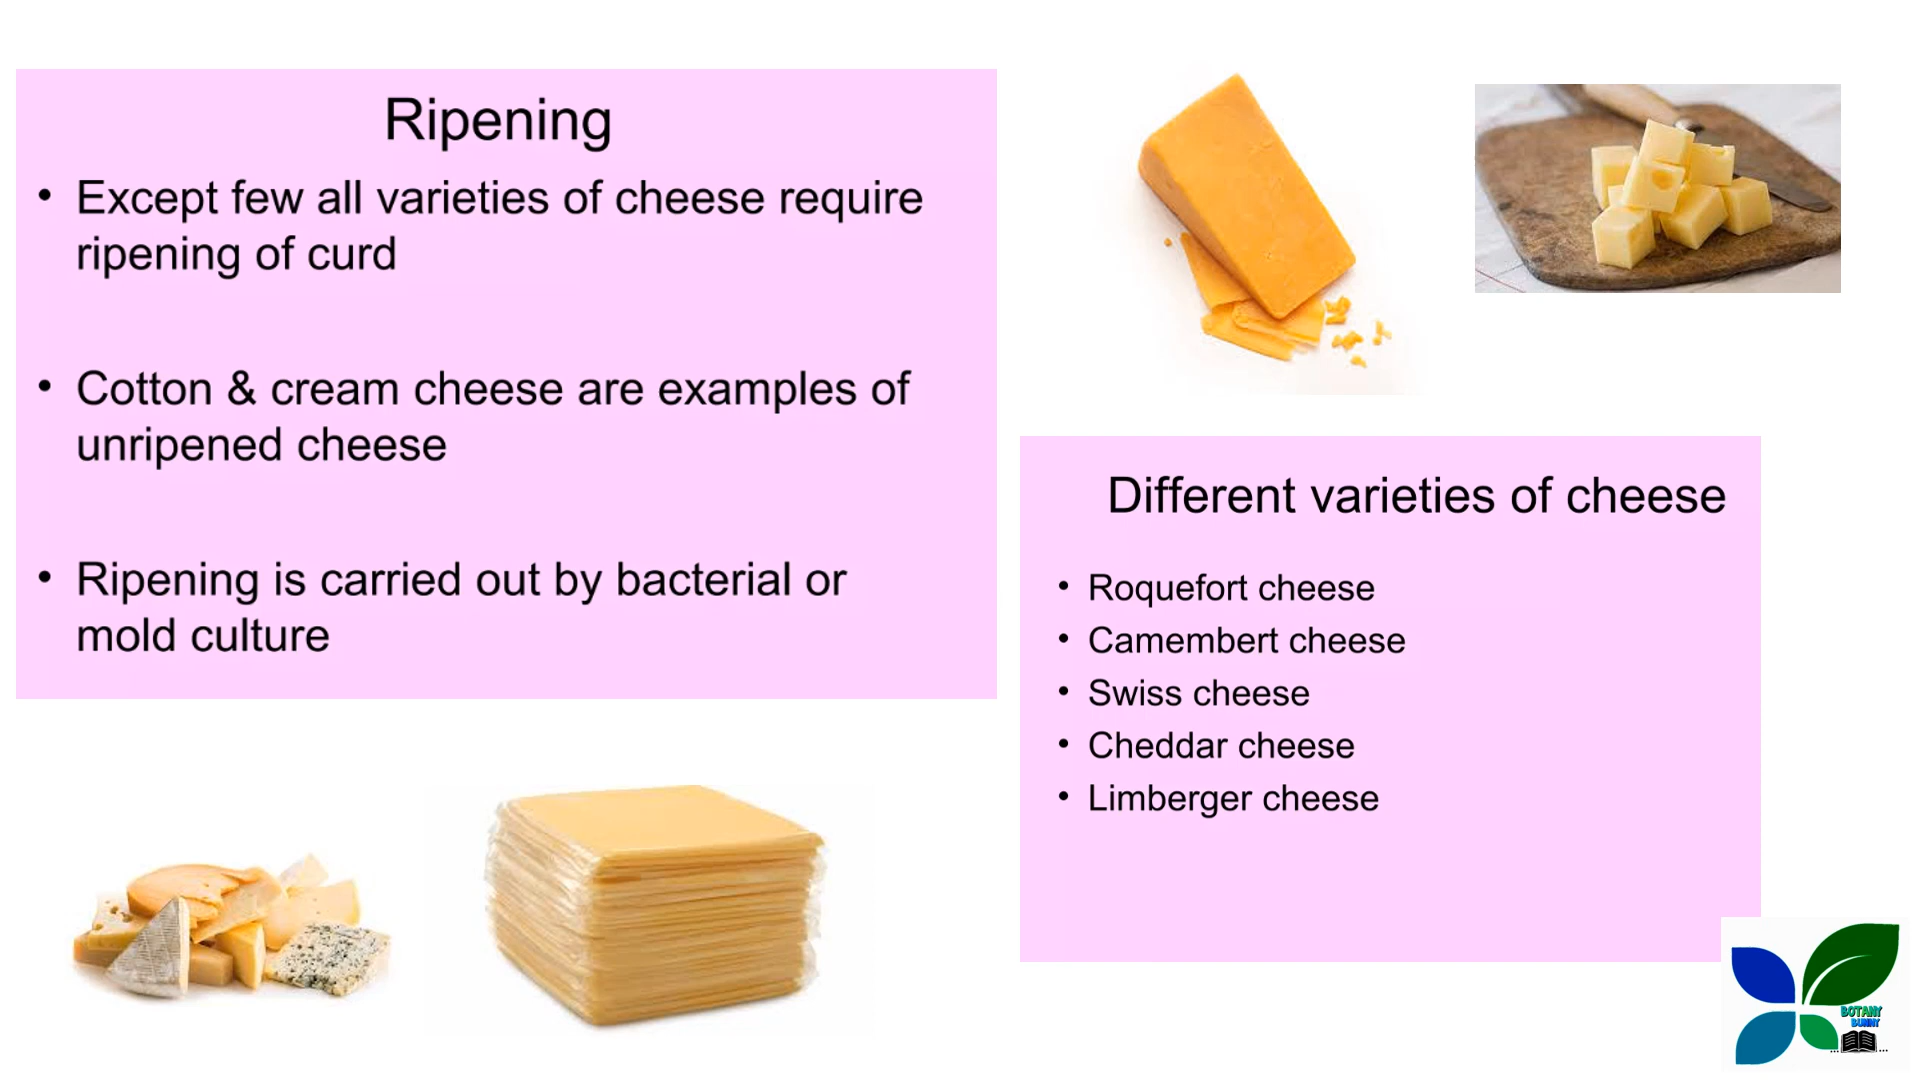 Ripening
• Except few all varieties of cheese require
ripening of curd
• Cotton & cream cheese are examples of
unripened cheese
• Ripening is carried out by bacterial or
mold culture
Different varieties of cheese
• Roquefort cheese
• Camembert cheese
• Swiss cheese
• Cheddar cheese
• Limberger cheese
BOTANY
BUNNY